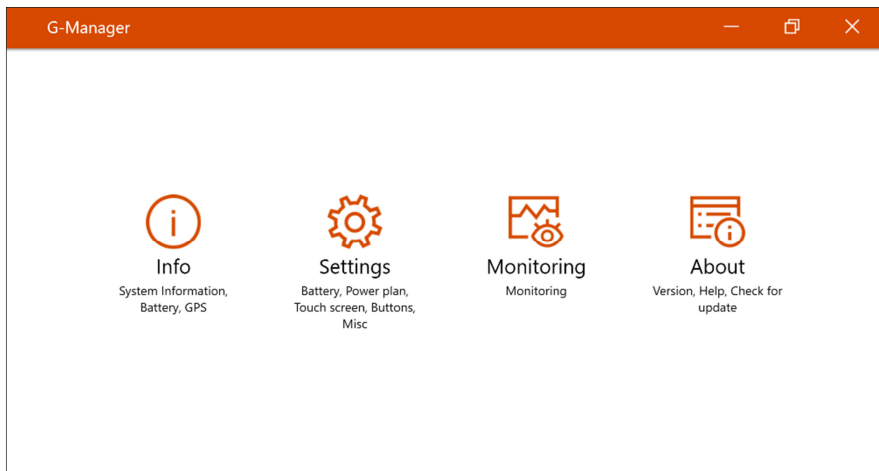 G-Manager
Info
System Information,
Battery, GPS
Settings
Battery, Power plan,
Touch screen, Buttons,
Misc
Monitoring
Monitoring
About
Version, Help, Check for
update